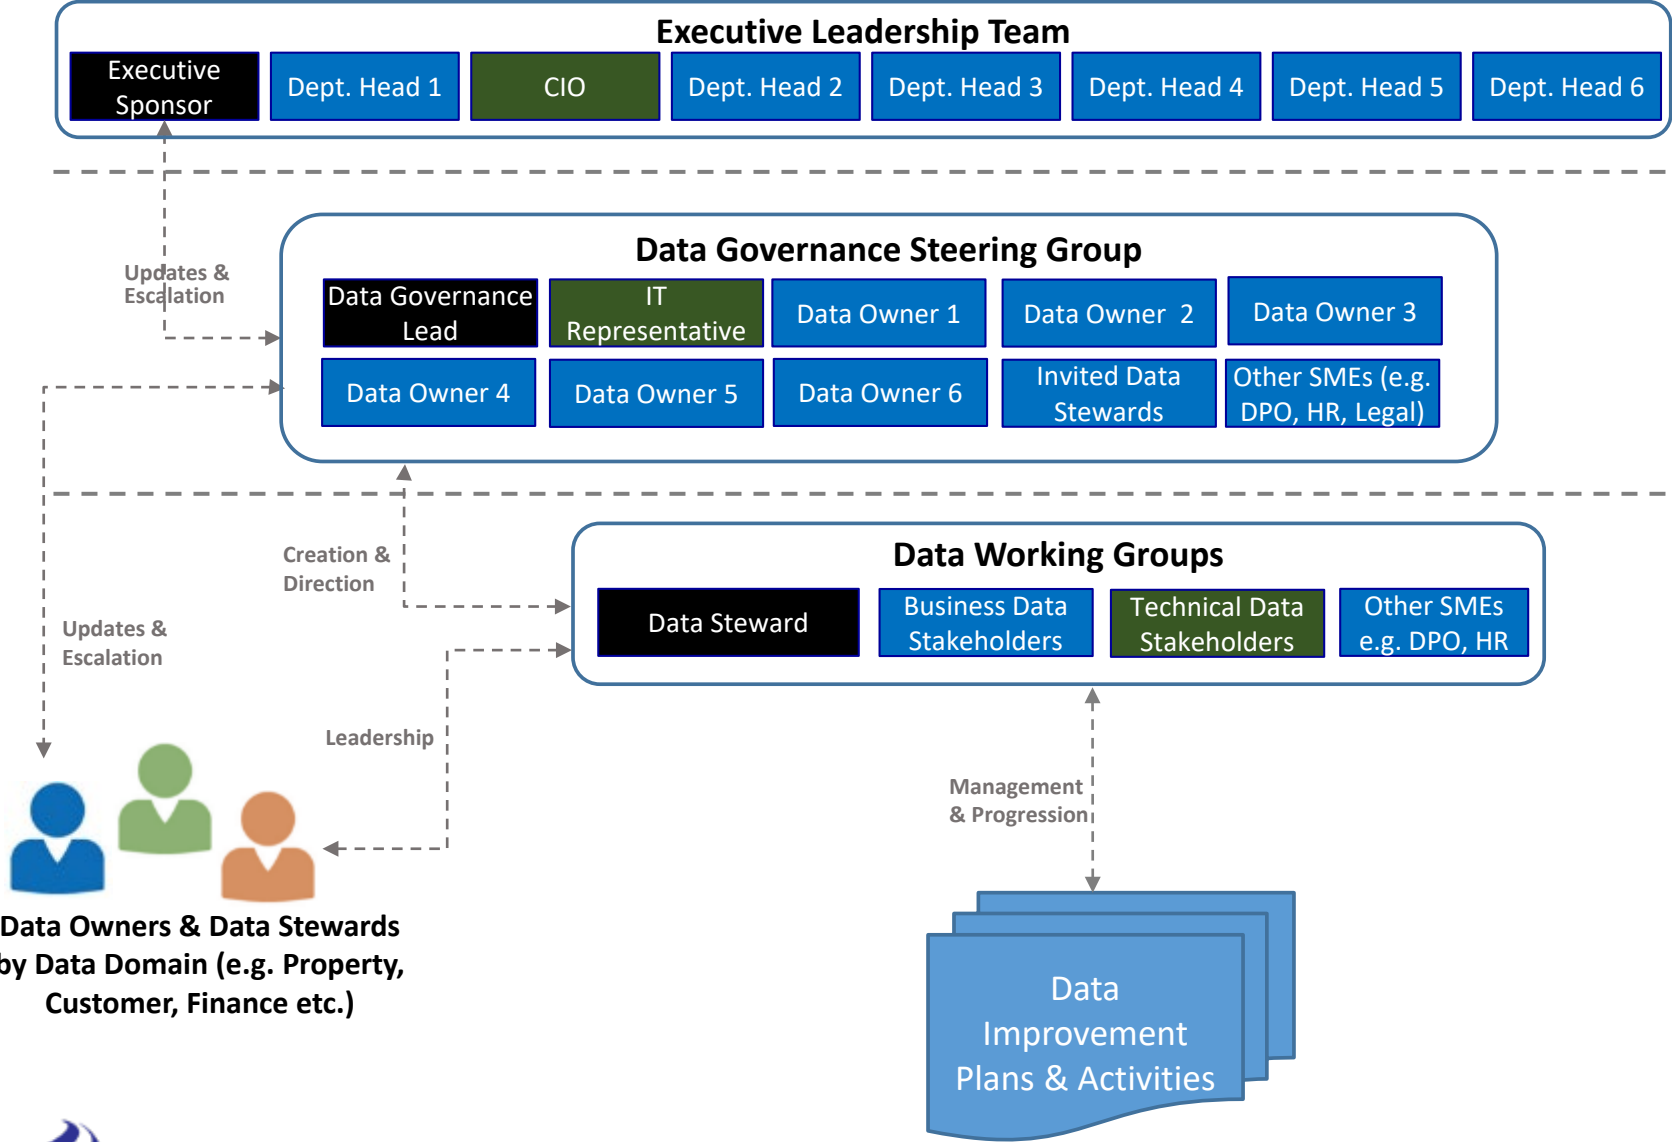 Executive Leadership Team
Executive
Sponsor
Dept. Head 1
CIO
Dept. Head 2
Dept. Head 3
Dept. Head 4
Dept. Head 5
Dept. Head 6
Updates &
Escalation
Data Governance Steering Group
Data Governance
Lead
IT
Representative
Data Owner 1
Data Owner 2
Data Owner 3
Data Owner 4
Data Owner 5
Data Owner 6
Invited Data
Stewards
Other SMEs (e.g.
DPO, HR, Legal)
Creation &
Direction
Data Working Groups
Data Steward
Business Data
Stakeholders
Technical Data
Stakeholders
Other SMEs
e.g. DPO, HR
Updates &
Escalation
Leadership
Management
& Progression
Data Owners & Data Stewards
by Data Domain (e.g. Property,
Customer, Finance etc.)
Data
Improvement
Plans & Activities